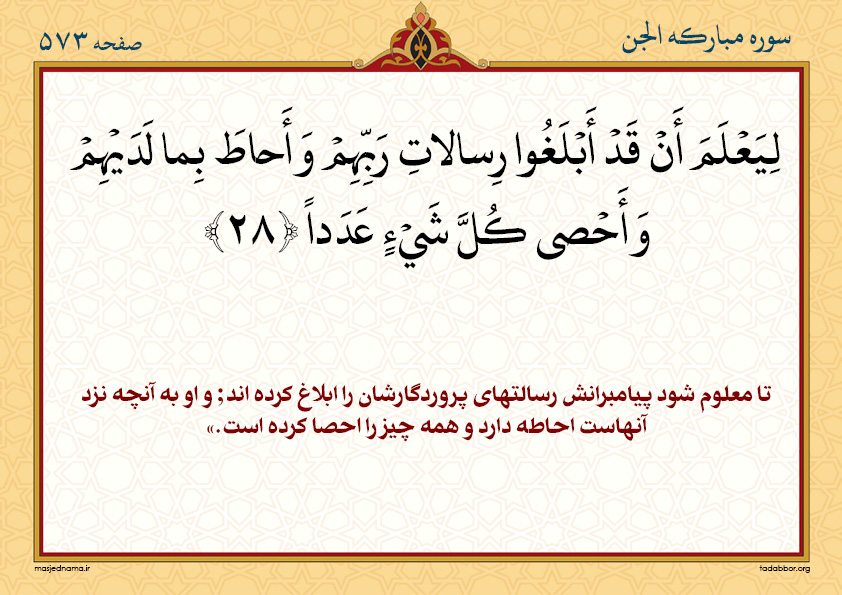 سوره مبارکه الجن
صفحه ۵۷۳
لِيَعْلَمَ أَنْ قَدْ أَبْلَغُوا رِسالاتِ رَبِّهِمْ وَ أَحاطَ بِما لَدَيْهِمْ
وَ أَحْصى كُلَّ شَيْءٍ عَدَداً ﴿۲۸﴾
تا معلوم شود پیامبرانش رسالتهای پروردگارشان را ابلاغ کرده اند; و او به آنچه نزد
آنهاست احاطه دارد و همه چیز را احصا کرده است.»
masjednama.ir
tadabbor.org